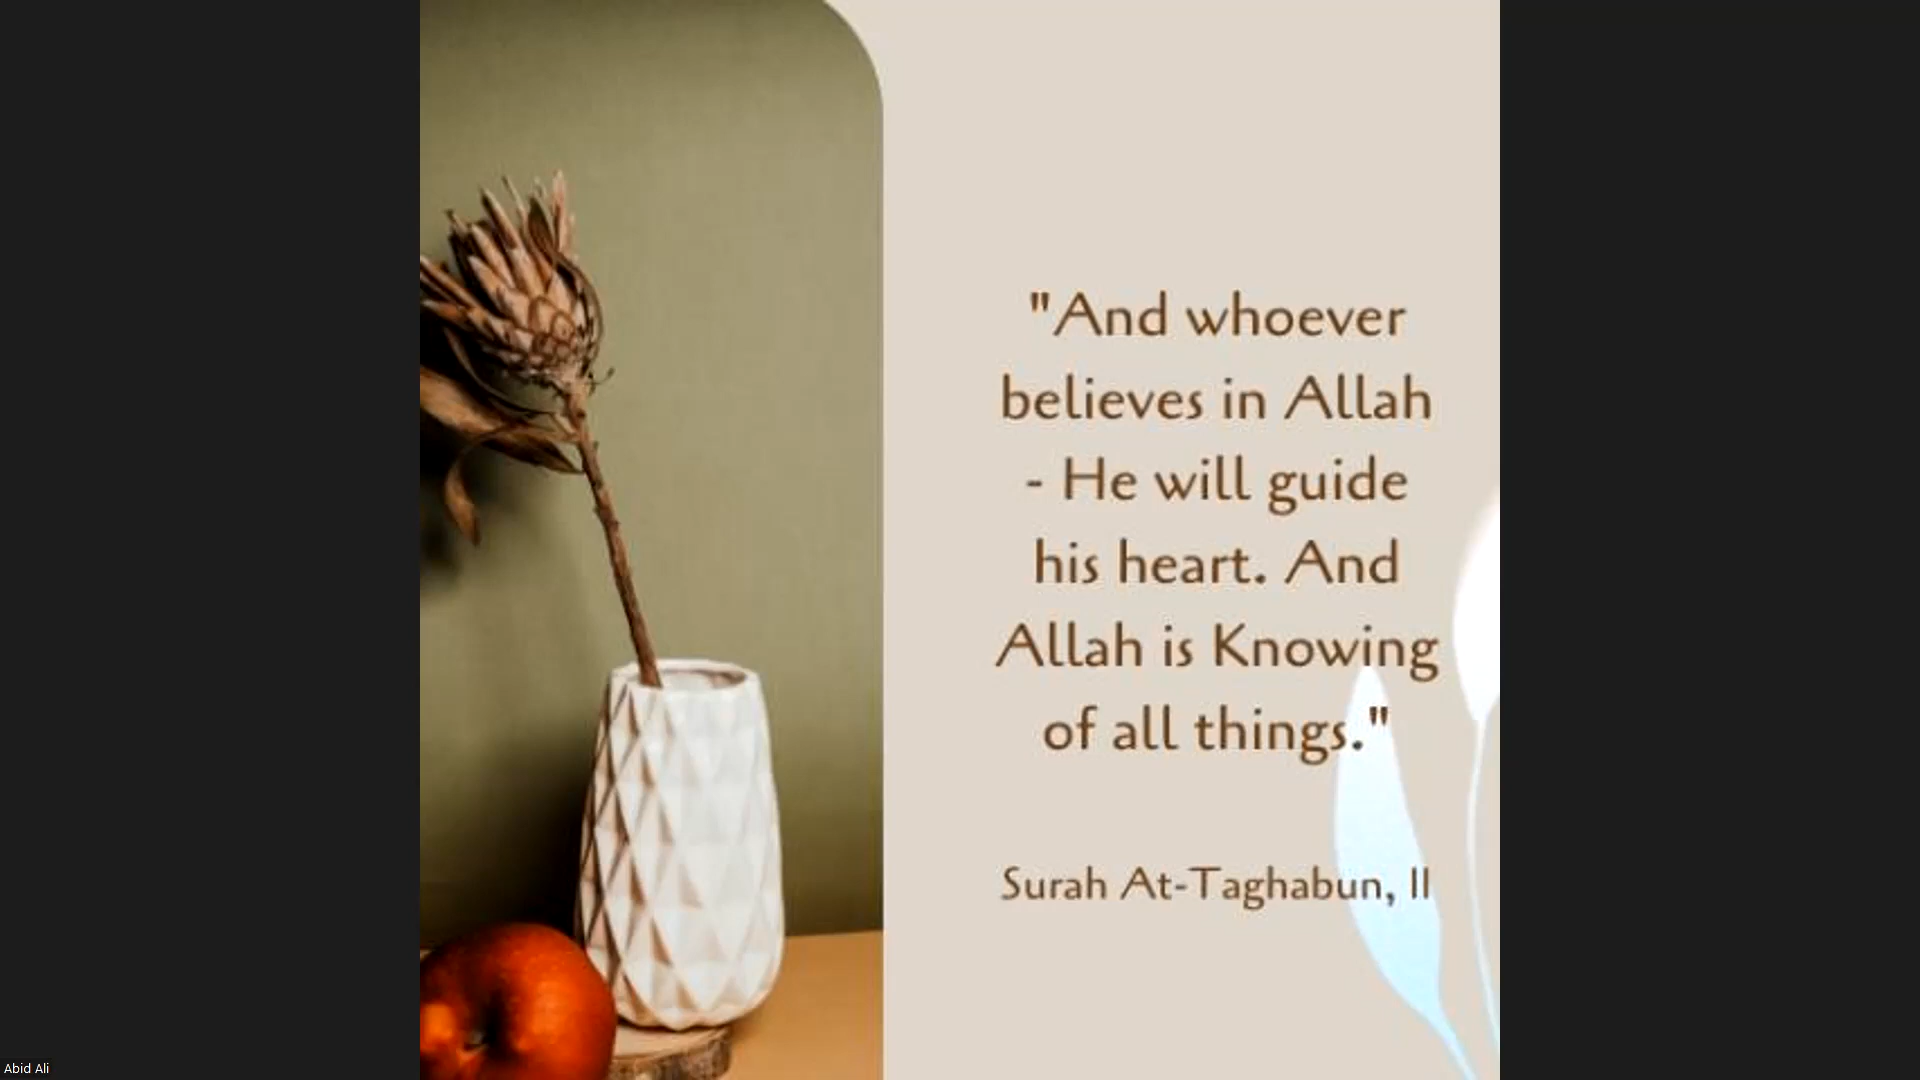 "And whoever
believes in Allah
- He will guide
his heart. And
Allah is Knowing
of all things."
Surah At-Taghabun, 11
Abid Ali